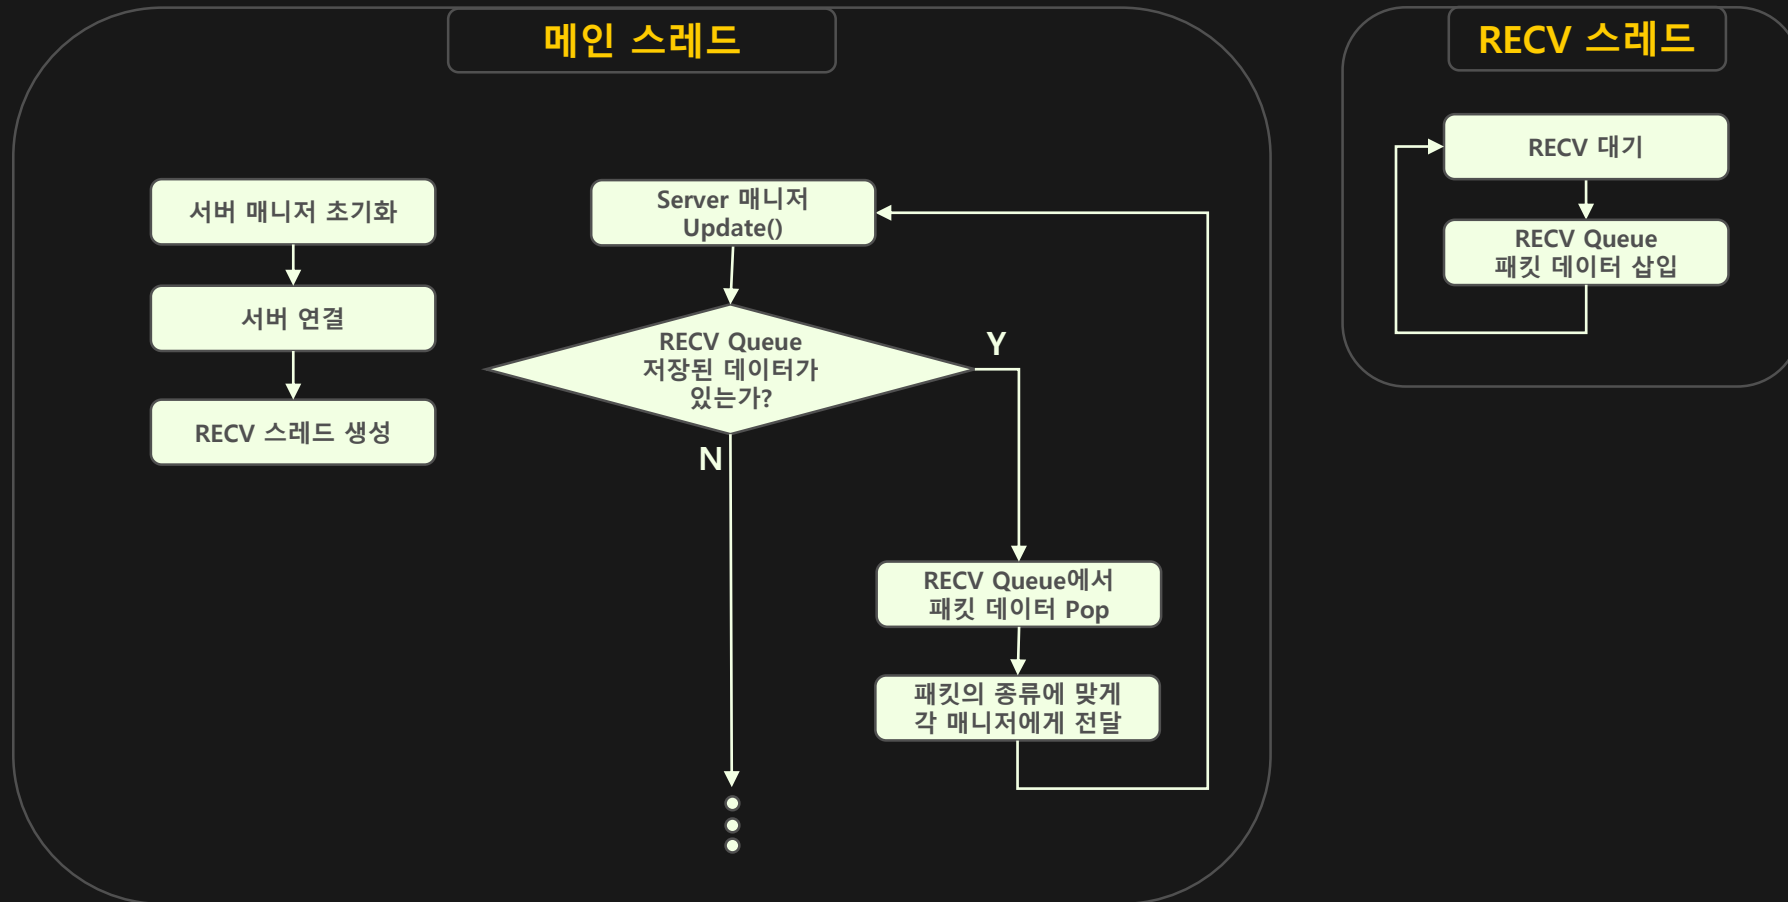 메인 스레드
서버 매니저 초기화
서버 연결
RECV 스레드 생성
Server 매니저
Update()
RECV Queue
저장된 데이터가
있는가?
Y
N
RECV Queue에서
패킷 데이터 Pop
패킷의 종류에 맞게
각 매니저에게 전달
RECV 스레드
RECV 대기
RECV Queue
패킷 데이터 삽입